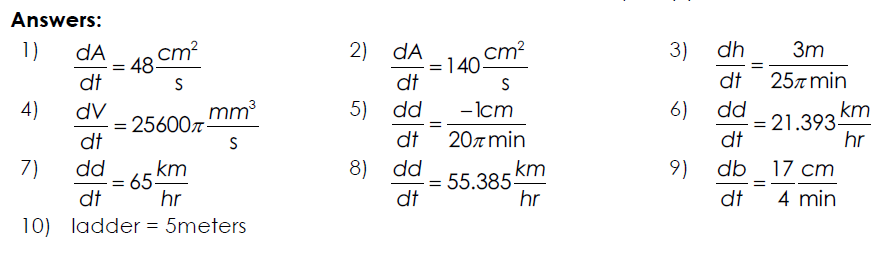 Answers:
1) dA/dt = 48 cm²/s 2) dA/dt = 140 cm²/s 3) dh/dt = 3m/25π min
4) dV/dt = 25600π mm³/s 5) dd/dt = −1cm/20π min 6) dd/dt = 21.393 km/hr
7) dd/dt = 65 km/hr 8) dd/dt = 55.385 km/hr 9) db/dt = 17/4 cm/min
10) ladder = 5meters